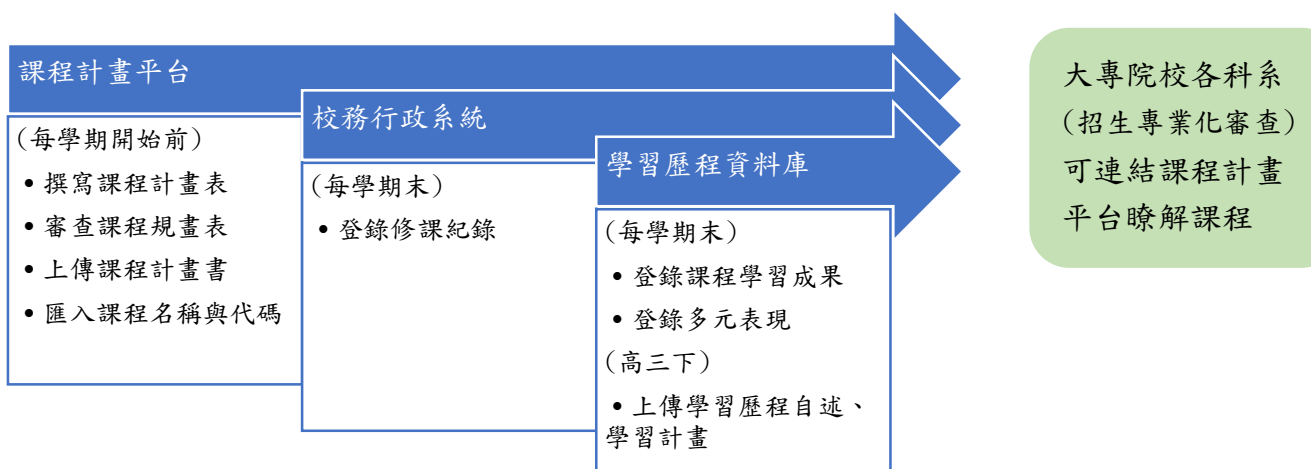 課程計畫平台
(每學期開始前)
• 撰寫課程計畫表
• 審查課程規畫表
• 上傳課程計畫書
• 匯入課程名稱與代碼
校務行政系統
(每學期末)
• 登錄修課紀錄
學習歷程資料庫
(每學期末)
• 登錄課程學習成果
• 登錄多元表現
(高三下)
• 上傳學習歷程自述、
學習計畫
大專院校各科系
(招生專業化審查)
可連結課程計畫
平台瞭解課程